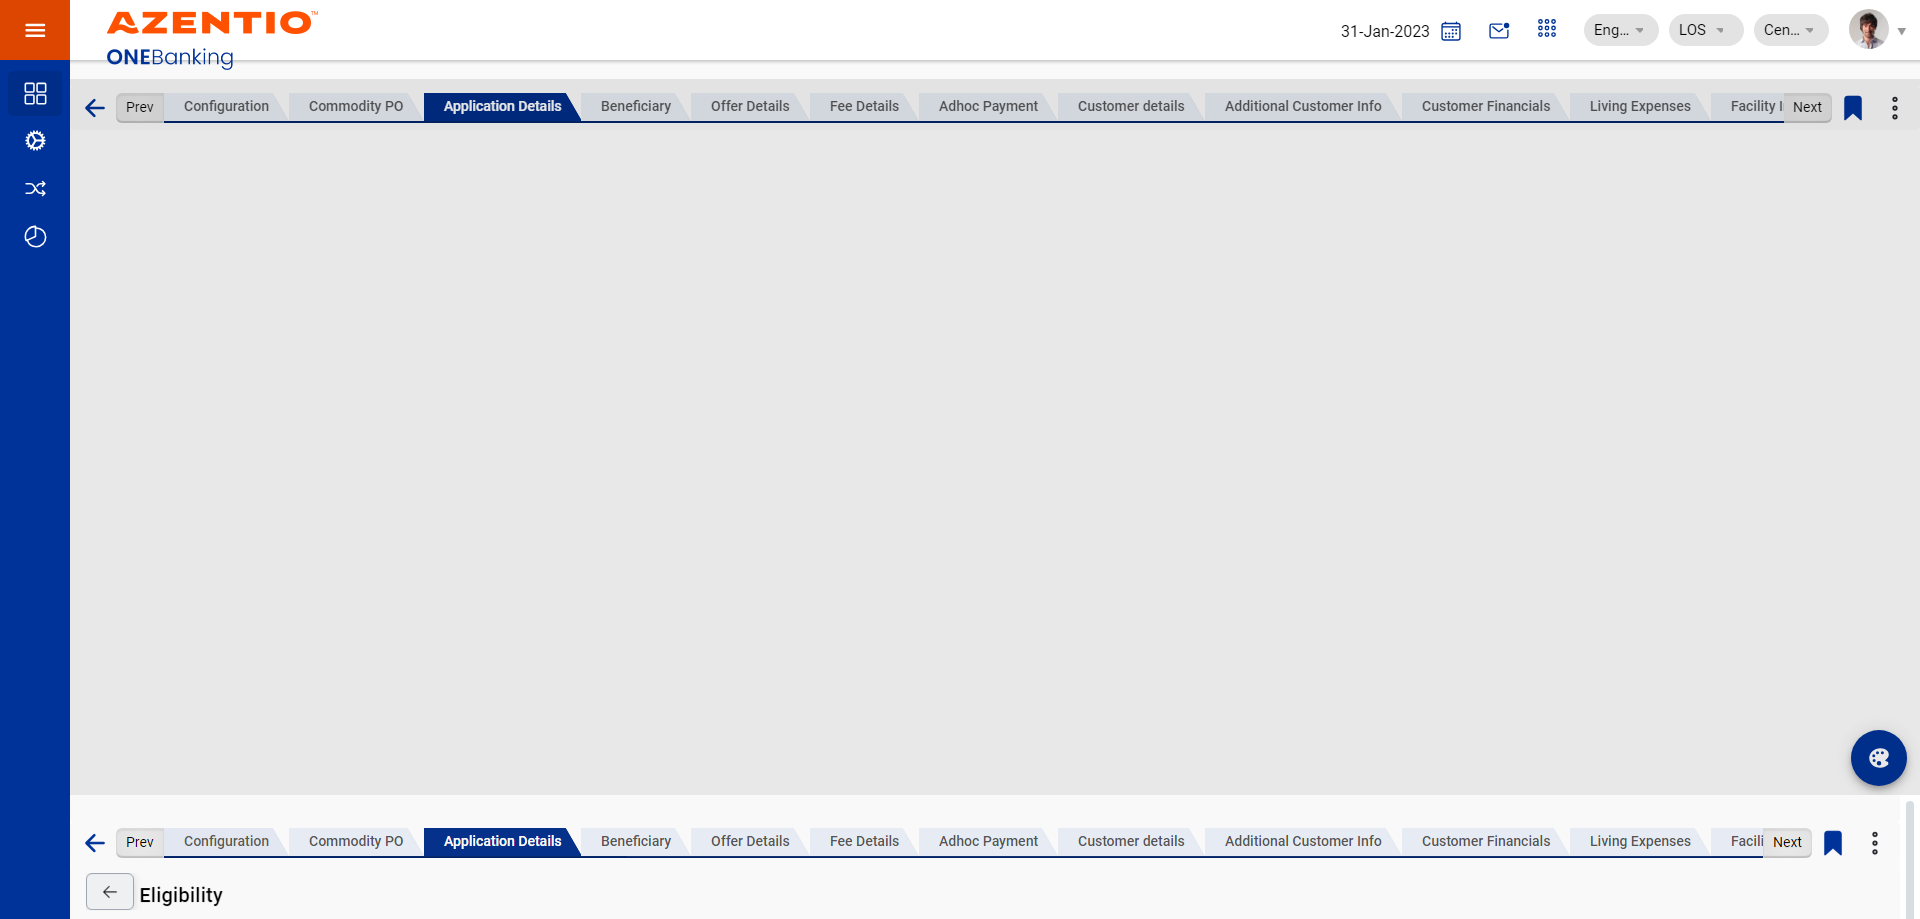 AZENTIO™
ONEBanking
31-Jan-2023
Eng...
LOS
Cen...
Prev
Configuration
Commodity PO
Application Details
Beneficiary
Offer Details
Fee Details
Adhoc Payment
Customer details
Additional Customer Info
Customer Financials
Living Expenses
Facility I
Next
Prev
Configuration
Commodity PO
Application Details
Beneficiary
Offer Details
Fee Details
Adhoc Payment
Customer details
Additional Customer Info
Customer Financials
Living Expenses
Facili
Next
Eligibility